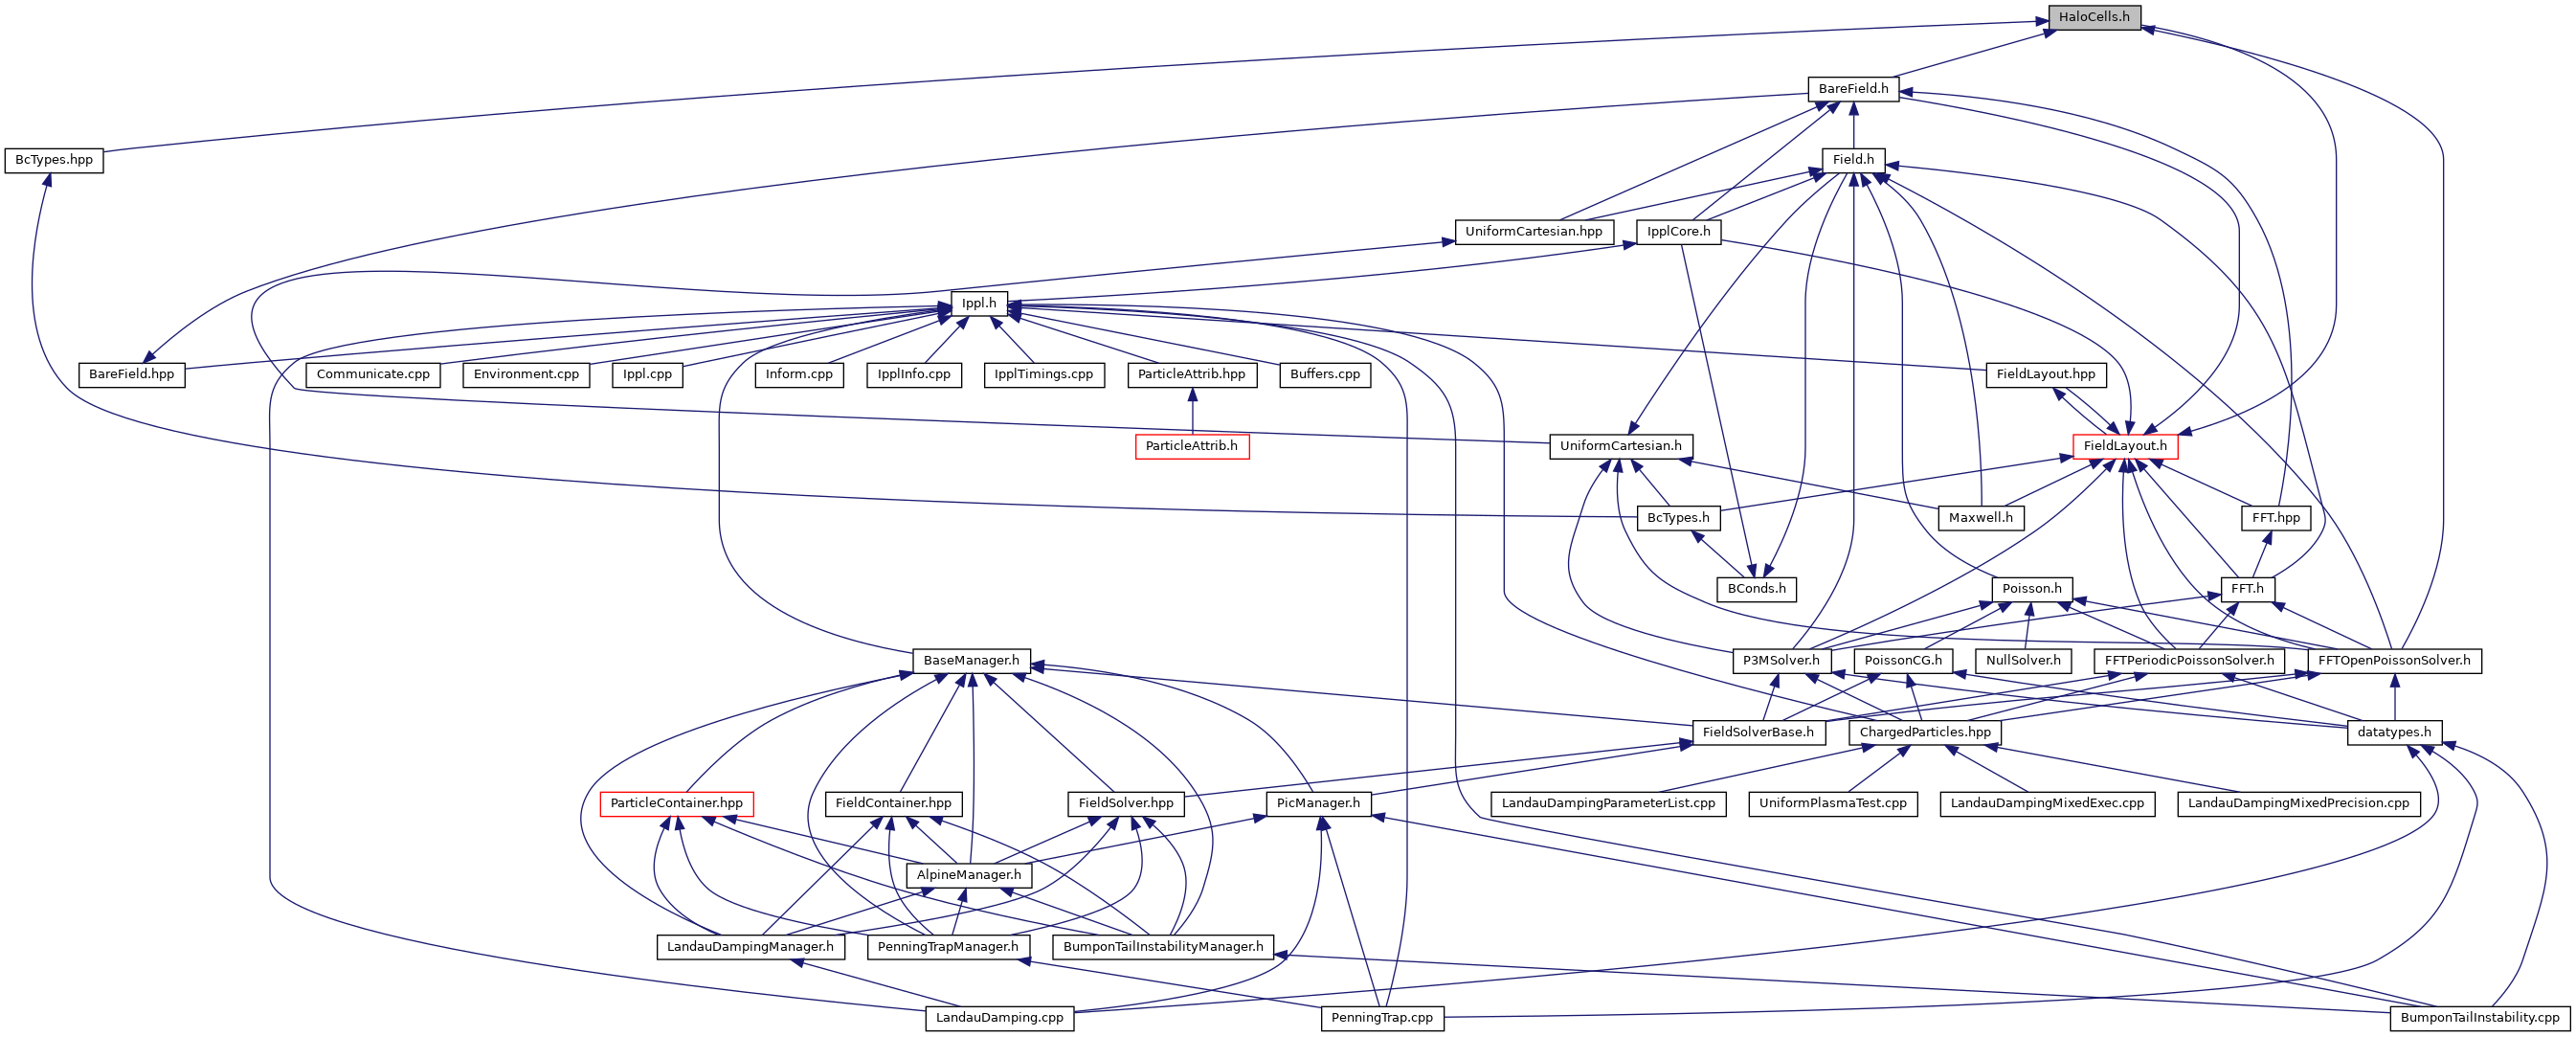 HaloCells.h
BareField.h
BcTypes.hpp
Field.h
UniformCartesian.hpp
IpplCore.h
Ippl.h
BareField.hpp
Communicate.cpp
Environment.cpp
Ippl.cpp
Inform.cpp
IpplInfo.cpp
IpplTimings.cpp
ParticleAttrib.hpp
Buffers.cpp
FieldLayout.hpp
ParticleAttrib.h
UniformCartesian.h
FieldLayout.h
BcTypes.h
Maxwell.h
FFT.hpp
BConds.h
Poisson.h
FFT.h
BaseManager.h
P3MSolver.h
PoissonCG.h
NullSolver.h
FFTPeriodicPoissonSolver.h
FFTOpenPoissonSolver.h
FieldSolverBase.h
ChargedParticles.hpp
datatypes.h
ParticleContainer.hpp
FieldContainer.hpp
FieldSolver.hpp
PicManager.h
LandauDampingParameterList.cpp
UniformPlasmaTest.cpp
LandauDampingMixedExec.cpp
LandauDampingMixedPrecision.cpp
AlpineManager.h
LandauDampingManager.h
PenningTrapManager.h
BumponTailInstabilityManager.h
LandauDamping.cpp
PenningTrap.cpp
BumponTailInstability.cpp